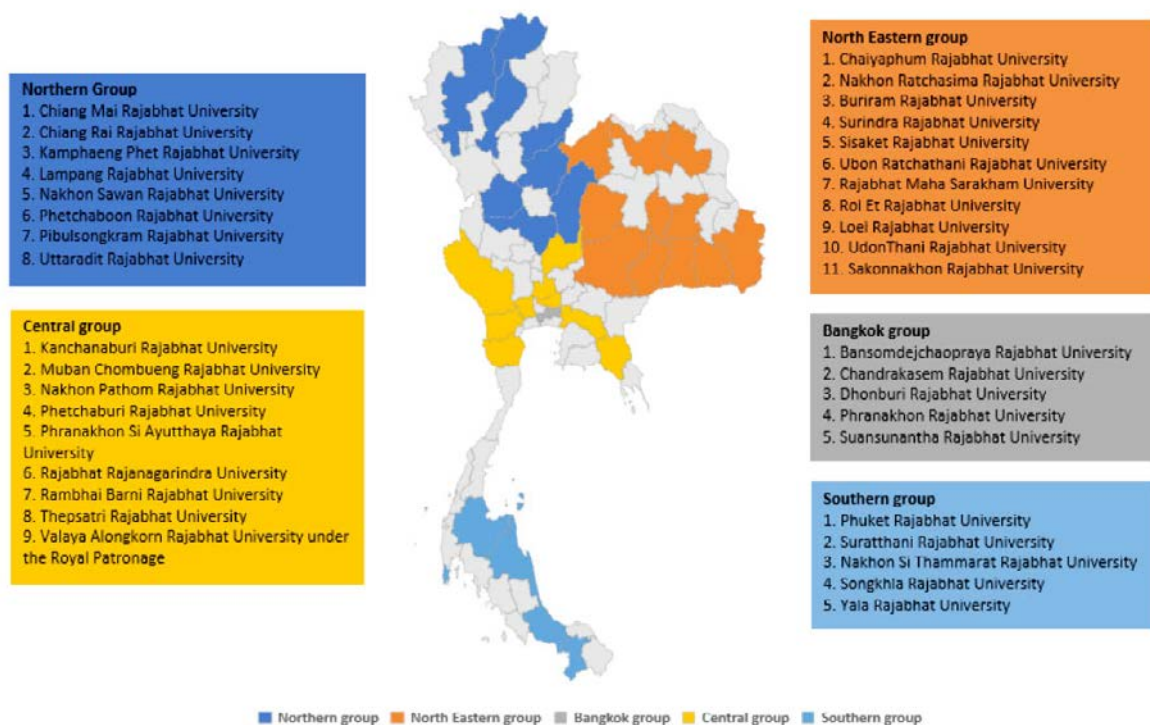 Northern Group
1. Chiang Mai Rajabhat University
2. Chiang Rai Rajabhat University
3. Kamphaeng Phet Rajabhat University
4. Lampang Rajabhat University
5. Nakhon Sawan Rajabhat University
6. Phetchaboon Rajabhat University
7. Pibulsongkram Rajabhat University
8. Uttaradit Rajabhat University
Central group
1. Kanchanaburi Rajabhat University
2. Muban Chombueng Rajabhat University
3. Nakhon Pathom Rajabhat University
4. Phetchaburi Rajabhat University
5. Phranakhon Si Ayutthaya Rajabhat
University
6. Rajabhat Rajanagarindra University
7. Rambhai Barni Rajabhat University
8. Thepsatri Rajabhat University
9. Valaya Alongkorn Rajabhat University under
the Royal Patronage
North Eastern group
1. Chaiyaphum Rajabhat University
2. Nakhon Ratchasima Rajabhat University
3. Buriram Rajabhat University
4. Surindra Rajabhat University
5. Sisaket Rajabhat University
6. Ubon Ratchathani Rajabhat University
7. Rajabhat Maha Sarakham University
8. Roi Et Rajabhat University
9. Loei Rajabhat University
10. UdonThani Rajabhat University
11. Sakonnakhon Rajabhat University
Bangkok group
1. Bansomdejchaopraya Rajabhat University
2. Chandrakasem Rajabhat University
3. Dhonburi Rajabhat University
4. Phranakhon Rajabhat University
5. Suansunantha Rajabhat University
Southern group
1. Phuket Rajabhat University
2. Suratthani Rajabhat University
3. Nakhon Si Thammarat Rajabhat University
4. Songkhla Rajabhat University
5. Yala Rajabhat University
Northern group North Eastern group Bangkok group Central group Southern group